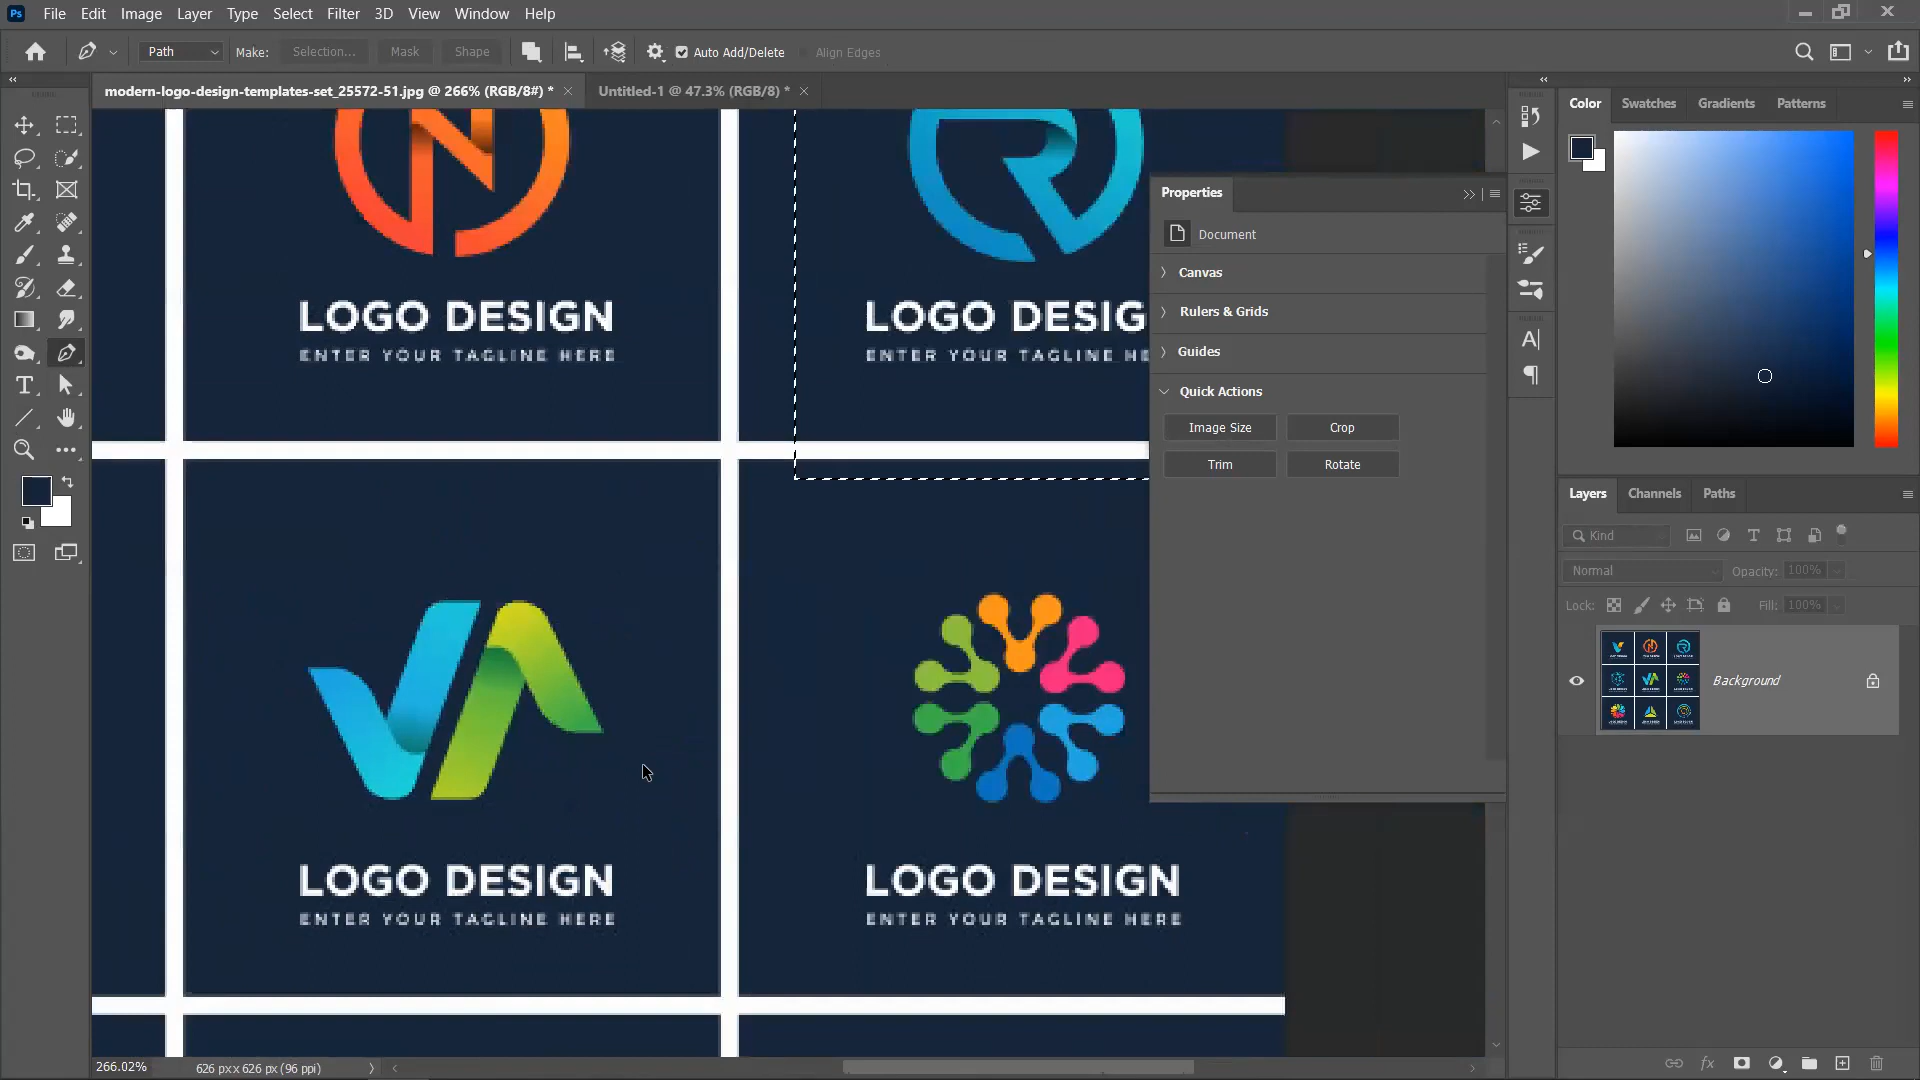 Ps File Edit Image Layer Type Select Filter 3D View Window Help
Path Make: Selection... Mask Shape Auto Add/Delete Align Edges
modern-logo-design-templates-set_25572-51.jpg @ 266% (RGB/8#) * Untitled-1 @ 47.3% (RGB/8) *
Color Swatches Gradients Patterns
Properties
Document
Canvas
Rulers & Grids
Guides
Quick Actions
Image Size Crop
Trim Rotate
LOGO DESIGN
ENTER YOUR TAGLINE HERE
LOGO DESIG
ENTER YOUR TAGLINE HE
LOGO DESIGN
ENTER YOUR TAGLINE HERE
LOGO DESIGN
ENTER YOUR TAGLINE HERE
Layers Channels Paths
Kind
Normal Opacity: 100%
Lock: Fill: 100%
Background
266.02% 626 px x 626 px (96 ppi)